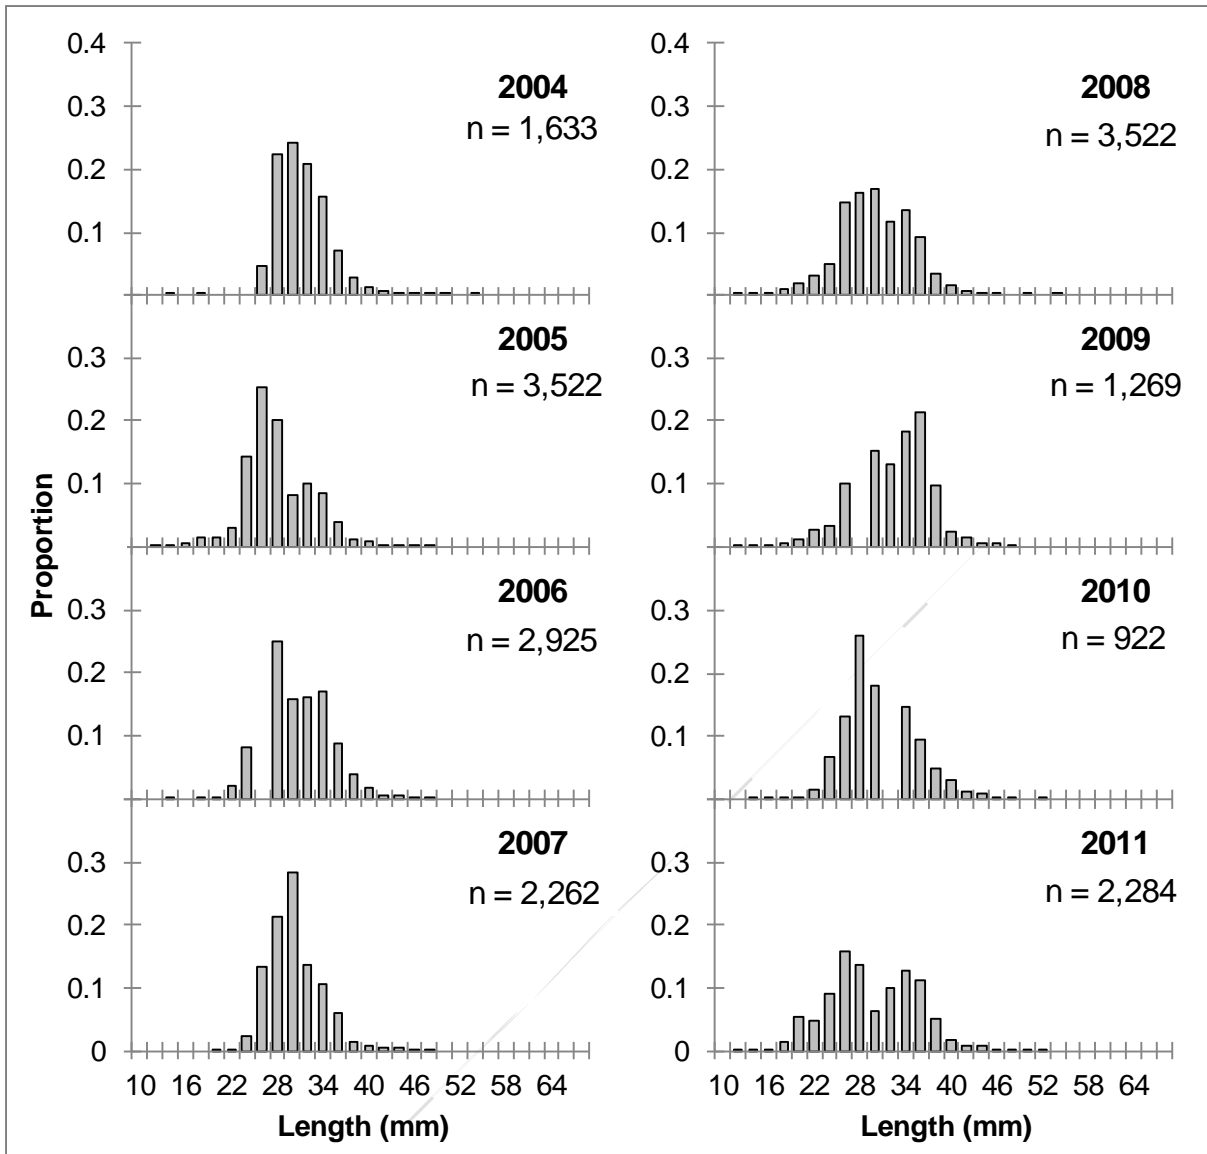 0.4
0.3
0.2
0.1
2004
n = 1,633
0.3
0.2
0.1
2005
n = 3,522
0.3
0.2
0.1
2006
n = 2,925
0.3
0.2
0.1
0
2007
n = 2,262
10 16 22 28 34 40 46 52 58 64
Length (mm)
Proportion
0.4
0.3
0.2
0.1
2008
n = 3,522
0.3
0.2
0.1
2009
n = 1,269
0.3
0.2
0.1
2010
n = 922
0.3
0.2
0.1
0
2011
n = 2,284
10 16 22 28 34 40 46 52 58 64
Length (mm)